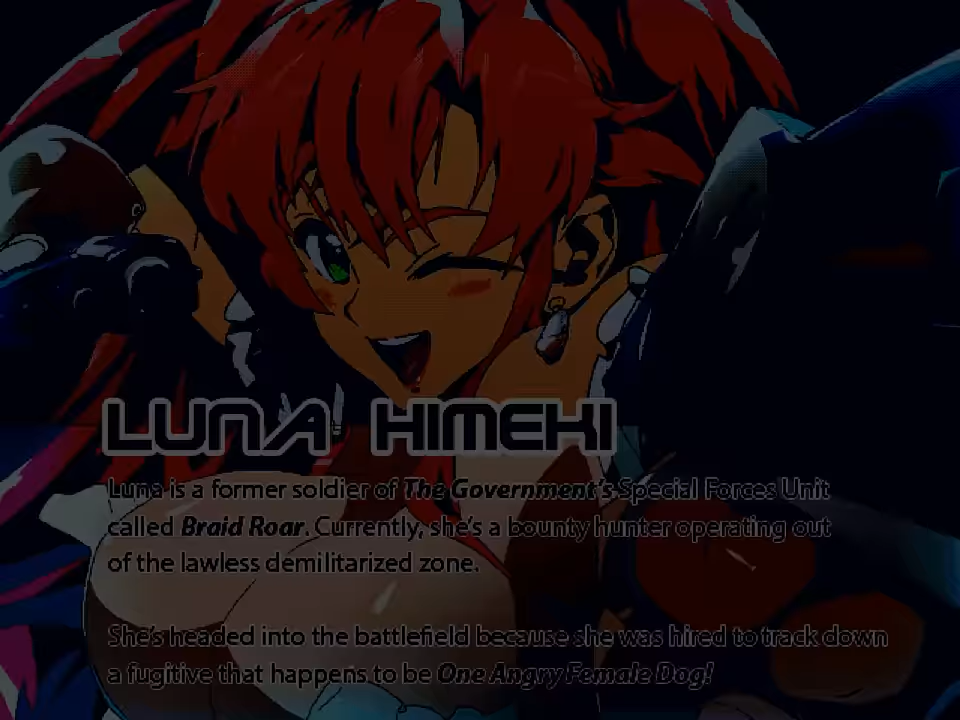 LUNA HIMEKI
Luna is a former soldier of The Government's Special Forces Unit
called Braid Roar. Currently, she's a bounty hunter operating out
of the lawless demilitarized zone.
She's headed into the battlefield because she was hired to track down
a fugitive that happens to be One Angry Female Dog!